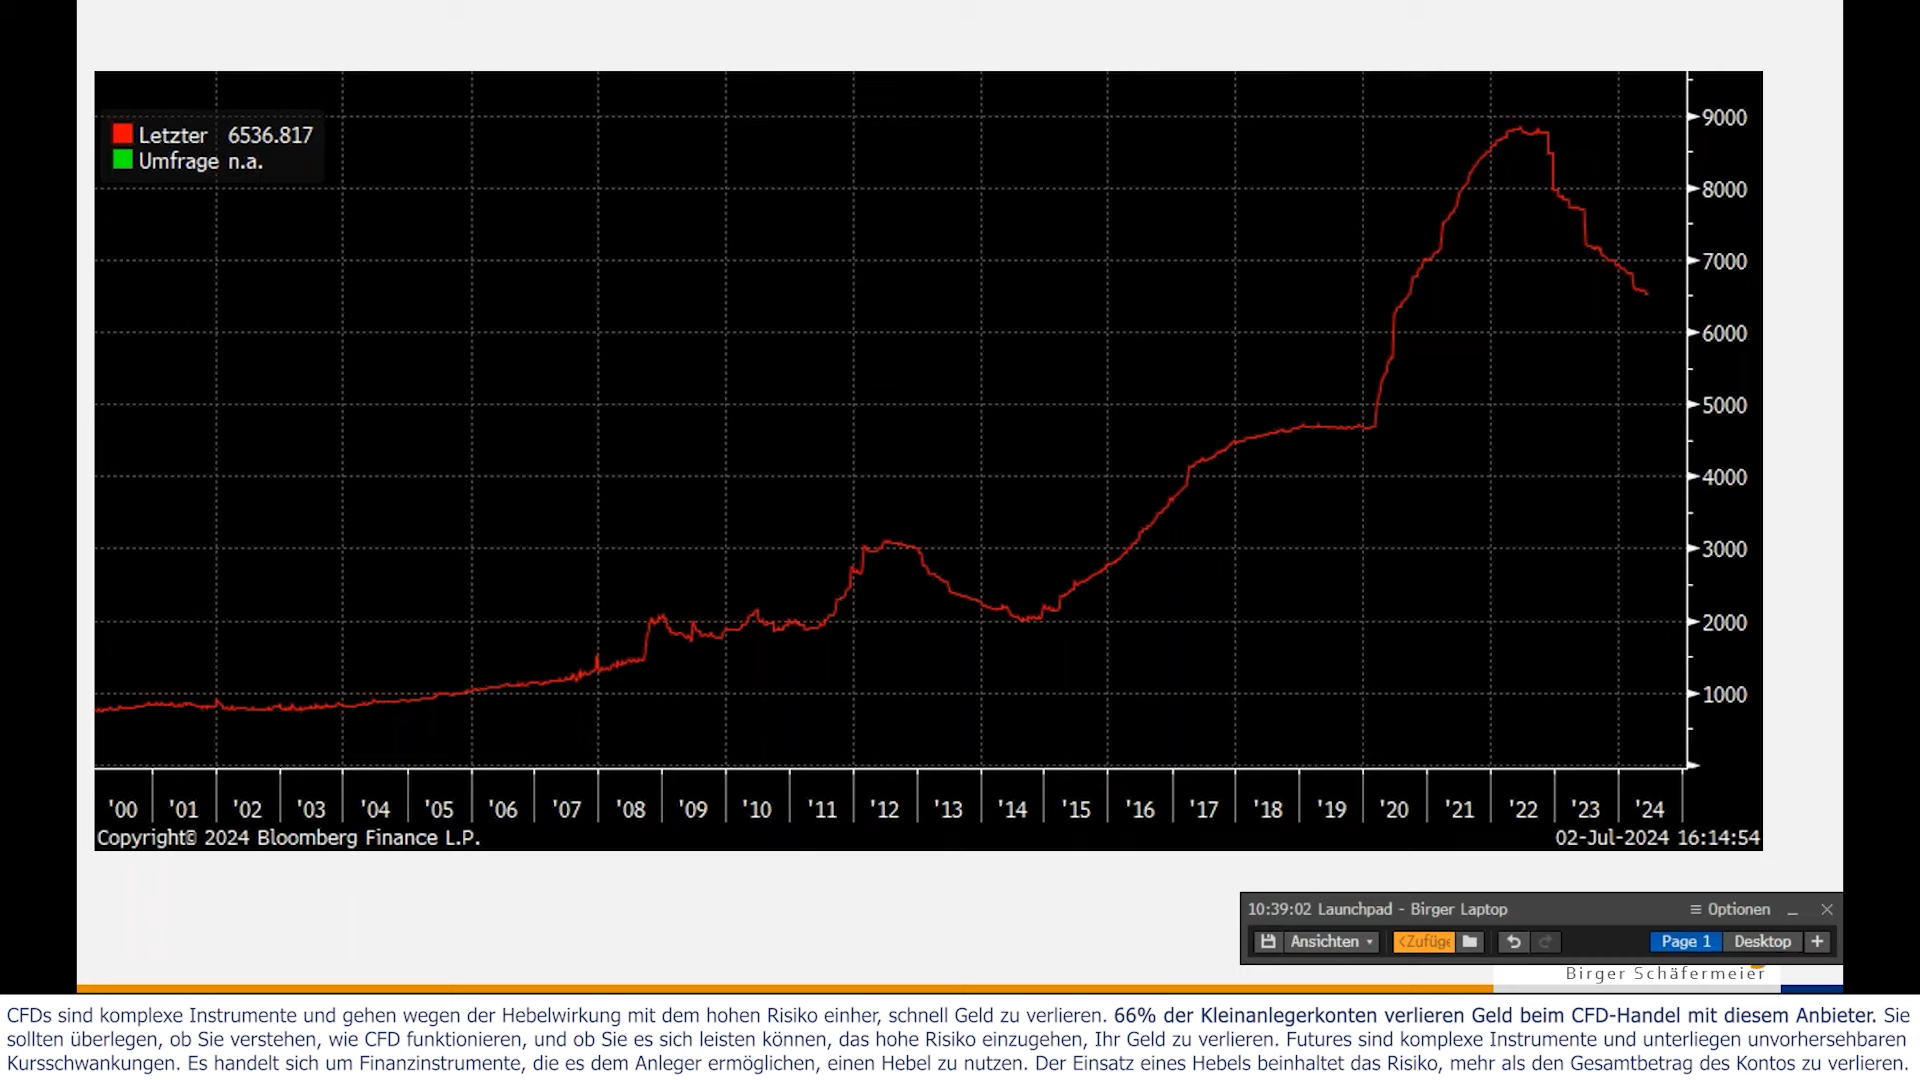 Letzter 6536.817
Umfrage n.a.
9000
8000
7000
6000
5000
4000
3000
2000
1000
'00 '01 '02 '03 '04 '05 '06 '07 '08 '09 '10 '11 '12 '13 '14 '15 '16 '17 '18 '19 '20 '21 '22 '23 '24
Copyright© 2024 Bloomberg Finance L.P. 02-Jul-2024 16:14:54
10:39:02 Launchpad - Birger Laptop Optionen
Ansichten <Zufüge Page 1 Desktop
Birger Schäfermeier
CFDs sind komplexe Instrumente und gehen wegen der Hebelwirkung mit dem hohen Risiko einher, schnell Geld zu verlieren. 66% der Kleinanlegerkonten verlieren Geld beim CFD-Handel mit diesem Anbieter. Sie
sollten überlegen, ob Sie verstehen, wie CFD funktionieren, und ob Sie es sich leisten können, das hohe Risiko einzugehen, Ihr Geld zu verlieren. Futures sind komplexe Instrumente und unterliegen unvorhersehbaren
Kursschwankungen. Es handelt sich um Finanzinstrumente, die es dem Anleger ermöglichen, einen Hebel zu nutzen. Der Einsatz eines Hebels beinhaltet das Risiko, mehr als den Gesamtbetrag des Kontos zu verlieren.